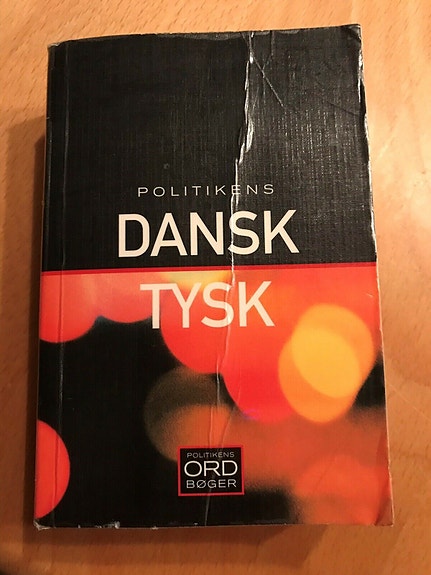 POLITIKENS
DANSK
TYSK
POLITIKENS
ORD
BØGER